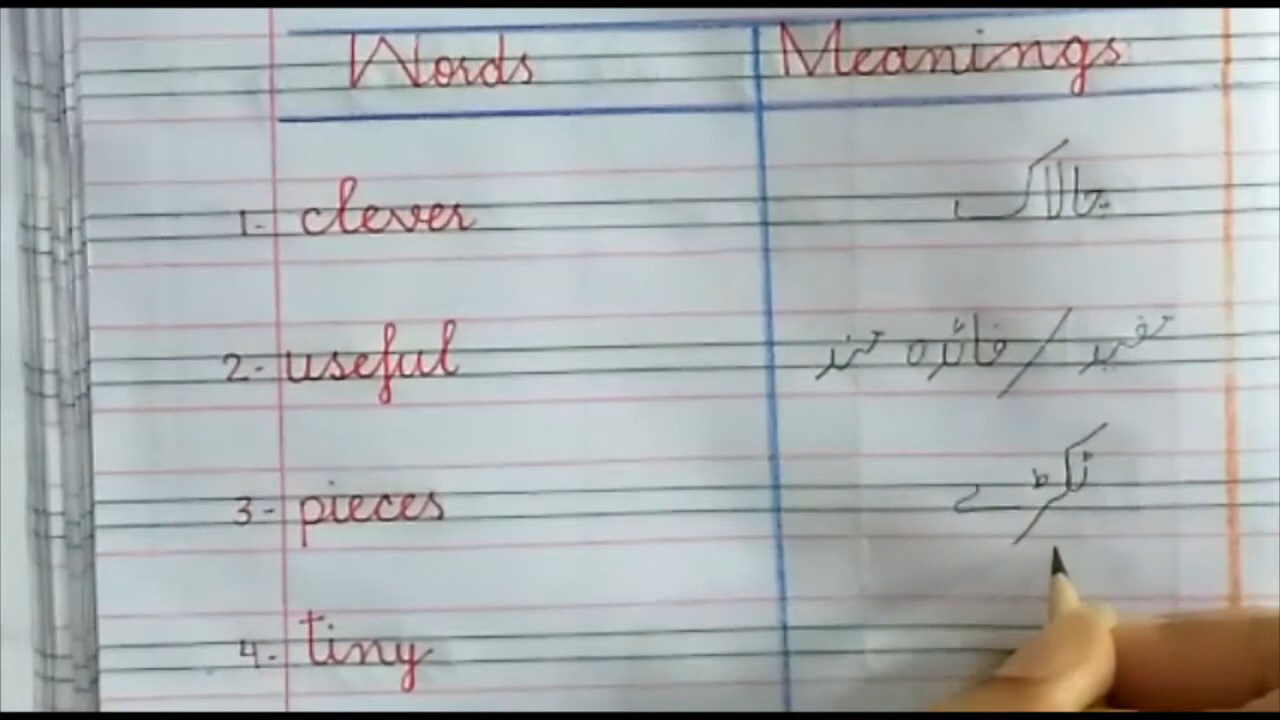 Words Meanings
1- clever چالاک
2- useful مفید / فائدہ مند
3- pieces ٹکڑے
4- tiny